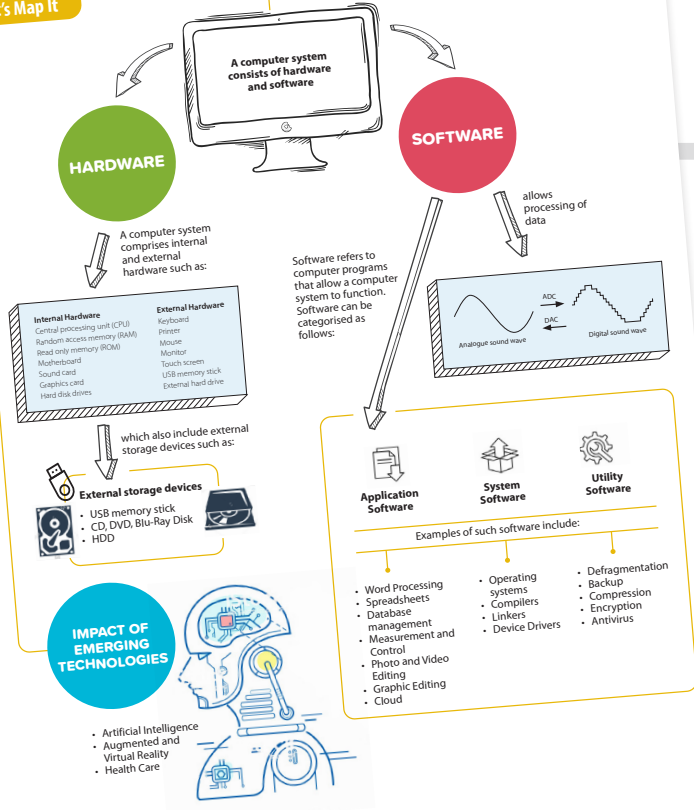 's Map It
A computer system
consists of hardware
and software
HARDWARE
SOFTWARE
A computer system
comprises internal
and external
hardware such as:
Internal Hardware
Central processing unit (CPU)
Random access memory (RAM)
Read only memory (ROM)
Motherboard
Sound card
Graphics card
Hard disk drives
External Hardware
Keyboard
Printer
Mouse
Monitor
Touch screen
USB memory stick
External hard drive
which also include external
storage devices such as:
External storage devices
• USB memory stick
• CD, DVD, Blu-Ray Disk
• HDD
IMPACT OF
EMERGING
TECHNOLOGIES
• Artificial Intelligence
• Augmented and
Virtual Reality
• Health Care
allows
processing of
data
Analogue sound wave
ADC
DAC
Digital sound wave
Software refers to
computer programs
that allow a computer
system to function.
Software can be
categorised as
follows:
Application
Software
System
Software
Utility
Software
Examples of such software include:
• Word Processing
• Spreadsheets
• Database
management
• Measurement and
Control
• Photo and Video
Editing
• Graphic Editing
• Cloud
• Operating
systems
• Compilers
• Linkers
• Device Drivers
• Defragmentation
• Backup
• Compression
• Encryption
• Antivirus